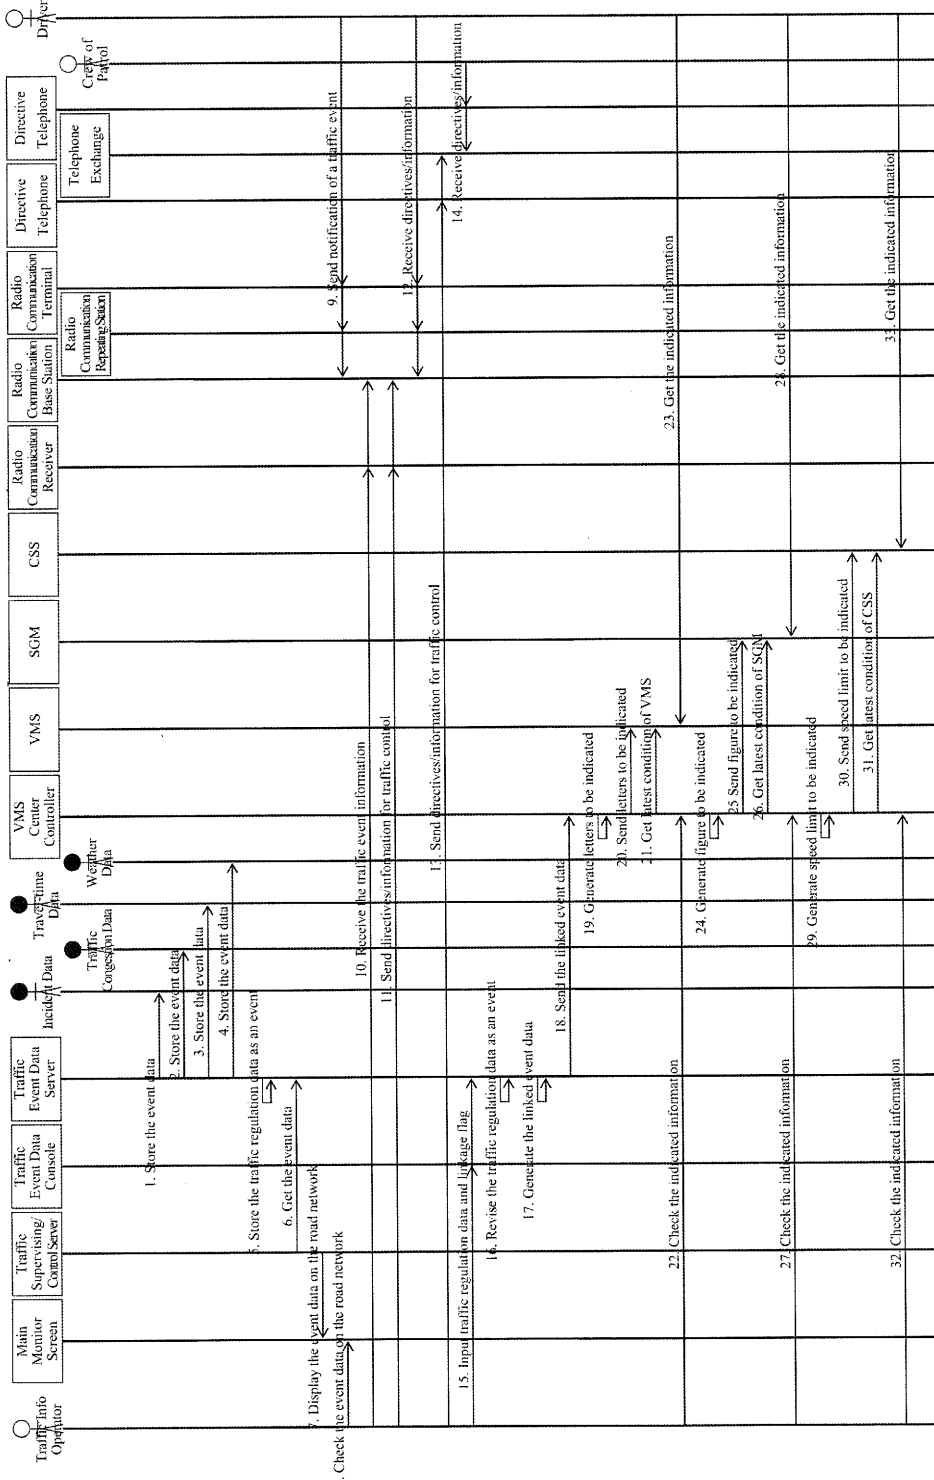 Traffic Info
Operator
Main
Monitor
Screen
Traffic
Supervising/
Control Server
Traffic
Event Data
Console
Traffic
Event Data
Server
Incident Data
Traffic
Congestion Data
Travel-time
Data
Weather
Data
VMS
Center
Controller
VMS
SGM
CSS
Radio
Communication
Receiver
Radio
Communication
Base Station
Radio
Communication
Repeating Station
Radio
Communication
Terminal
Directive
Telephone
Telephone
Exchange
Directive
Telephone
Crew of
Patrol
Driver
1. Store the event data
2. Store the event data
3. Store the event data
4. Store the event data
5. Store the traffic regulation data as an event
6. Get the event data
7. Display the event data on the road network
. Check the event data on the road network
9. Send notification of a traffic event
10. Receive the traffic event information
11. Send directives/information for traffic control
12. Receive directives/information
13. Send directives/information for traffic control
14. Receive directives/information
15. Input traffic regulation data and linkage flag
16. Revise the traffic regulation data as an event
17. Generate the linked event data
18. Send the linked event data
19. Generate letters to be indicated
20. Send letters to be indicated
21. Get latest condition of VMS
22. Check the indicated information
23. Get the indicated information
24. Generate figure to be indicated
25 Send figure to be indicated
26. Get latest condition of SGM
27. Check the indicated information
28. Get the indicated information
29. Generate speed limit to be indicated
30. Send speed limit to be indicated
31. Get latest condition of CSS
32. Check the indicated information
33. Get the indicated information